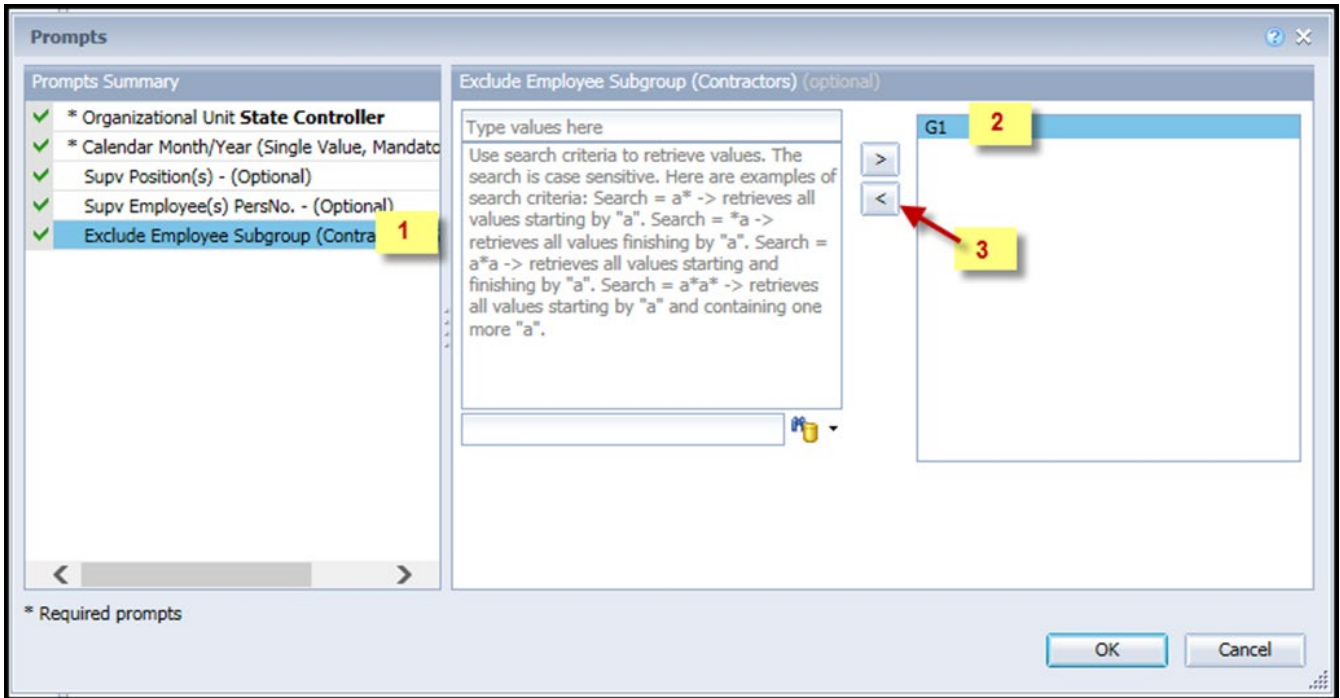 Prompts
Prompts Summary
* Organizational Unit State Controller
* Calendar Month/Year (Single Value, Mandato
Supv Position(s) - (Optional)
Supv Employee(s) PersNo. - (Optional)
Exclude Employee Subgroup (Contra
1
Exclude Employee Subgroup (Contractors) (optional)
Type values here
Use search criteria to retrieve values. The
search is case sensitive. Here are examples of
search criteria: Search = a* -> retrieves all
values starting by "a". Search = *a ->
retrieves all values finishing by "a". Search =
a*a -> retrieves all values starting and
finishing by "a". Search = a*a* -> retrieves
all values starting by "a" and containing one
more "a".
>
<
3
G1
2
* Required prompts
OK
Cancel